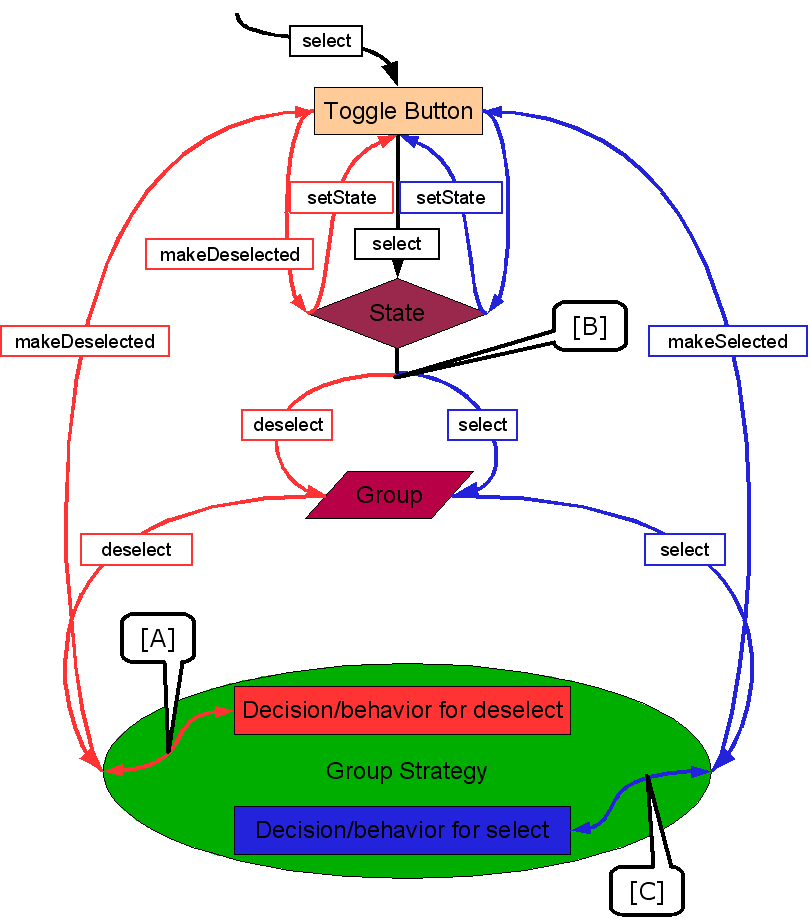 select
Toggle Button
setState
setState
select
makeDeselected
State
[B]
makeDeselected
makeSelected
deselect
select
Group
deselect
select
[A]
Decision/behavior for deselect
Group Strategy
Decision/behavior for select
[C]